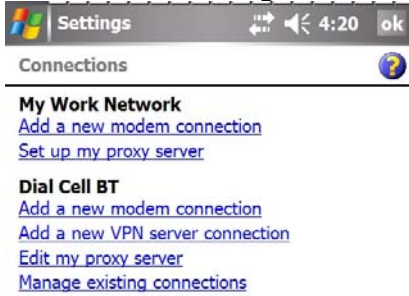 Settings 4:20 ok
Connections
My Work Network
Add a new modem connection
Set up my proxy server
Dial Cell BT
Add a new modem connection
Add a new VPN server connection
Edit my proxy server
Manage existing connections